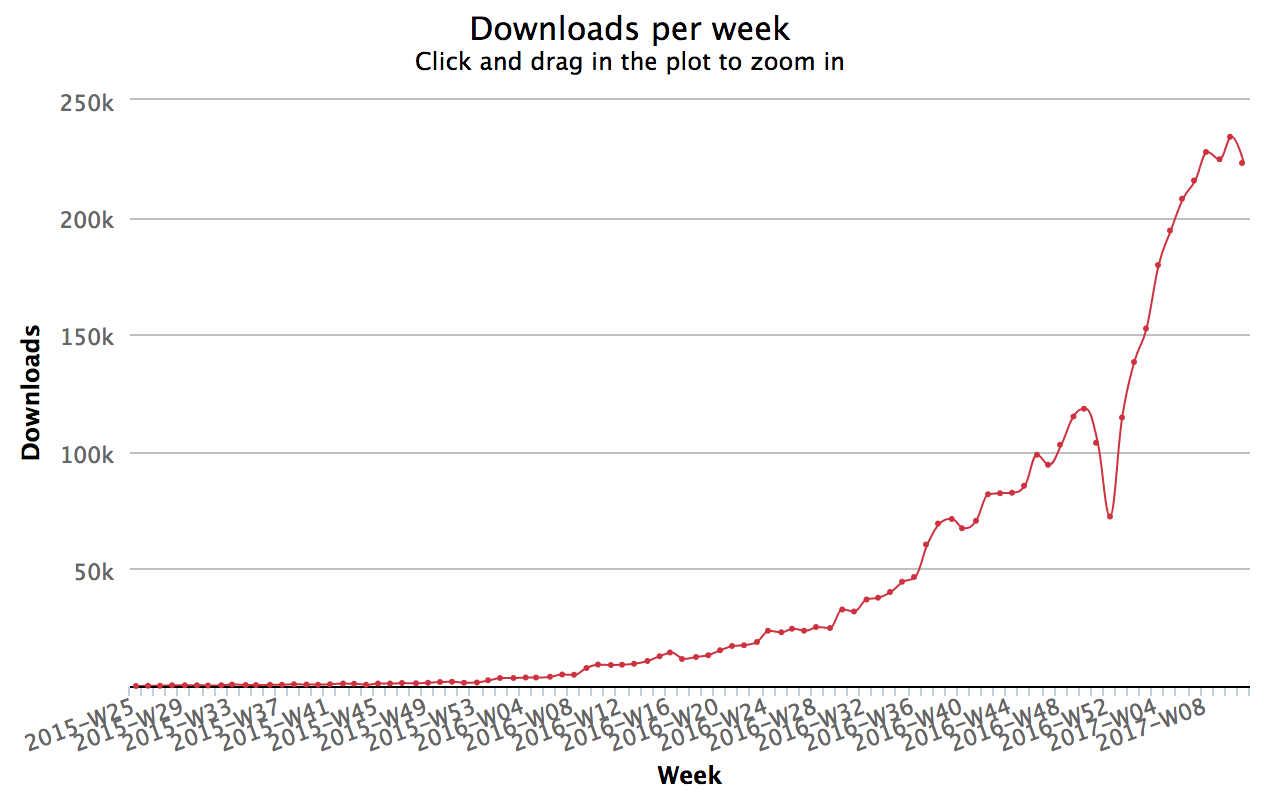 Downloads per week
Click and drag in the plot to zoom in
250k
200k
150k
100k
50k
Downloads
2015-W25
2015-W29
2015-W33
2015-W37
2015-W41
2015-W45
2015-W49
2015-W53
2016-W04
2016-W08
2016-W12
2016-W16
2016-W20
2016-W24
2016-W28
2016-W32
2016-W36
2016-W40
2016-W44
2016-W48
2016-W52
2017-W04
2017-W08
Week